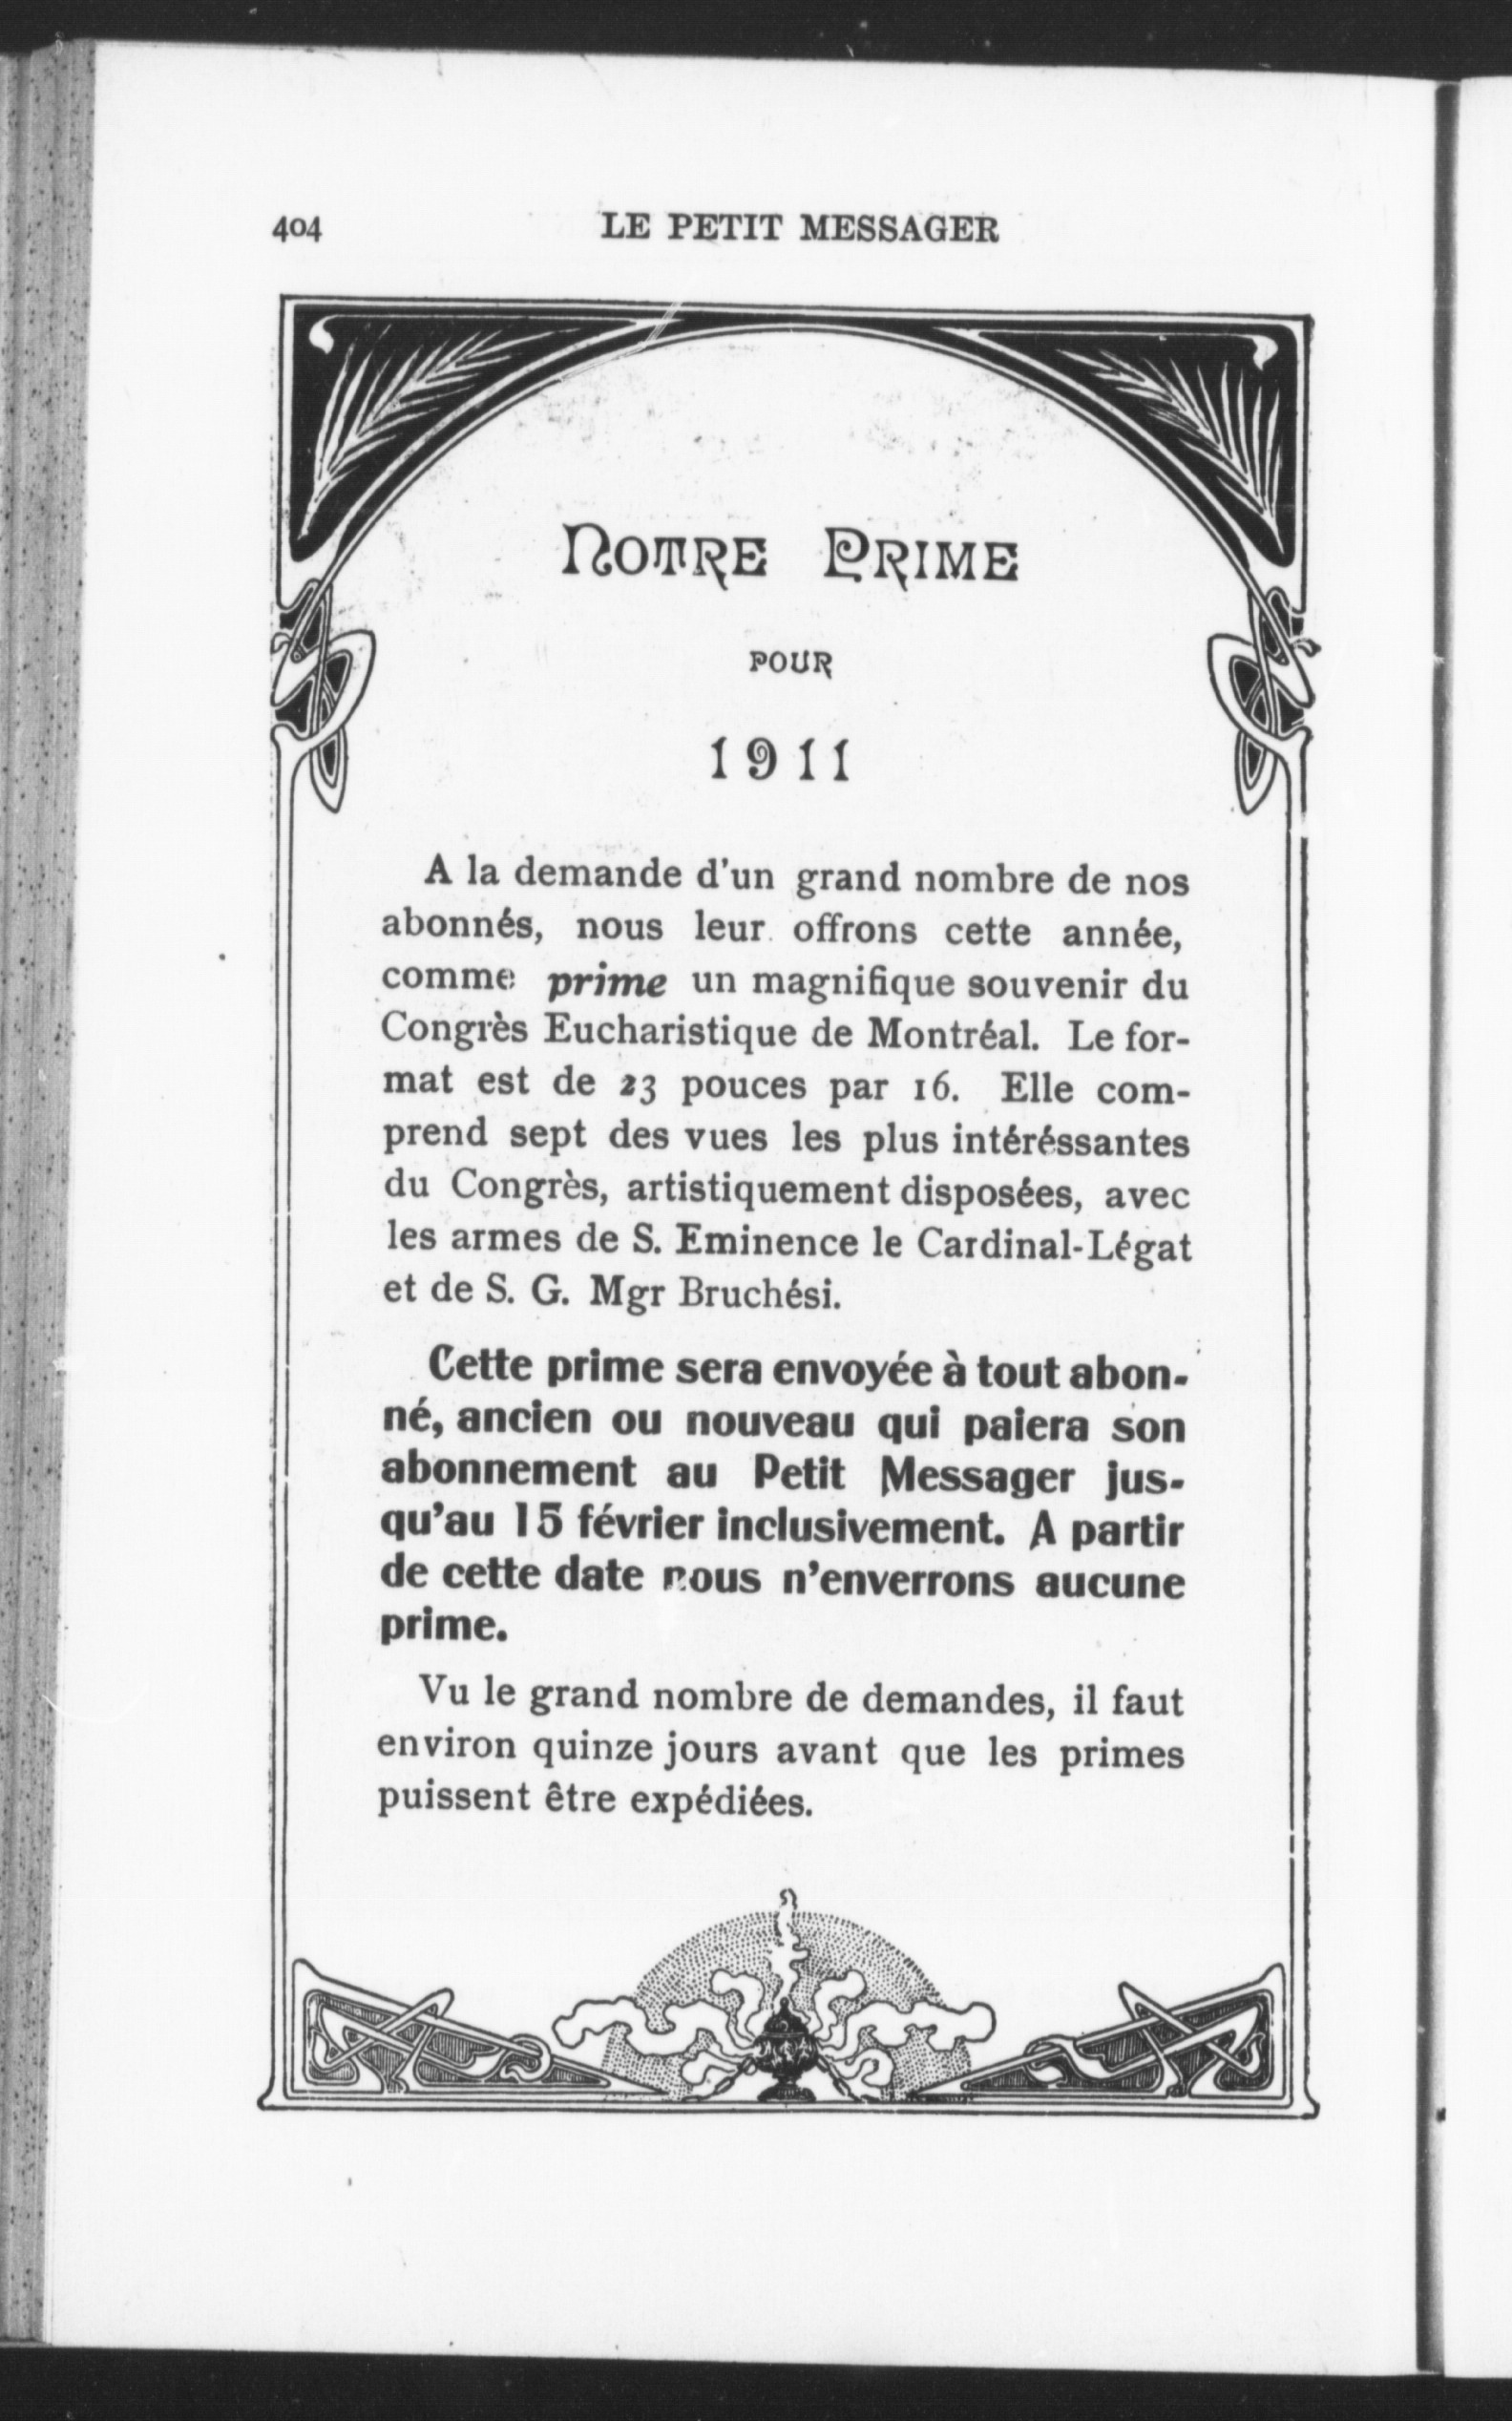 404 LE PETIT MESSAGER
NOTRE PRIME
POUR
1911
A la demande d'un grand nombre de nos
abonnés, nous leur offrons cette année,
comme prime un magnifique souvenir du
Congrès Eucharistique de Montréal. Le for-
mat est de 23 pouces par 16. Elle com-
prend sept des vues les plus intéréssantes
du Congrès, artistiquement disposées, avec
les armes de S. Eminence le Cardinal-Légat
et de S. G. Mgr Bruchési.
Cette prime sera envoyée à tout abon-
né, ancien ou nouveau qui paiera son
abonnement au Petit Messager jus-
qu'au 15 février inclusivement. A partir
de cette date nous n'enverrons aucune
prime.
Vu le grand nombre de demandes, il faut
environ quinze jours avant que les primes
puissent être expédiées.